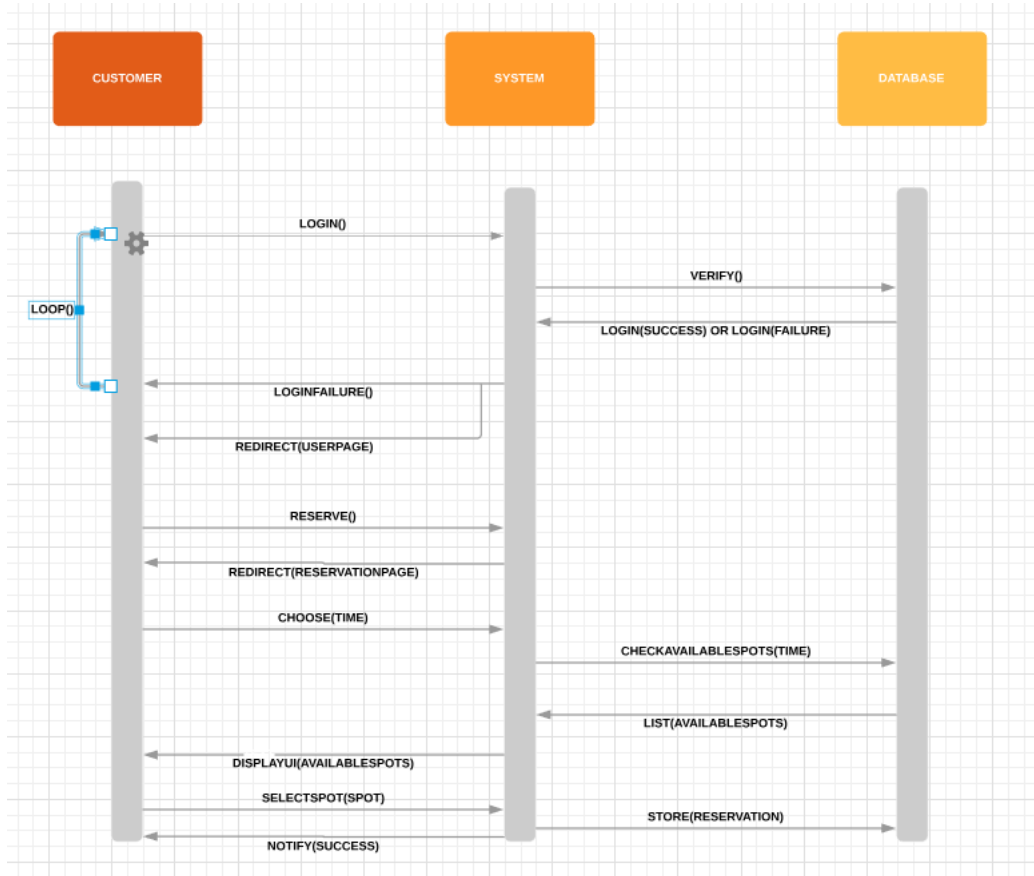 CUSTOMER
SYSTEM
DATABASE
LOGIN()
VERIFY()
LOOP()
LOGIN(SUCCESS) OR LOGIN(FAILURE)
LOGINFAILURE()
REDIRECT(USERPAGE)
RESERVE()
REDIRECT(RESERVATIONPAGE)
CHOOSE(TIME)
CHECKAVAILABLESPOTS(TIME)
LIST(AVAILABLESPOTS)
DISPLAYUI(AVAILABLESPOTS)
SELECTSPOT(SPOT)
STORE(RESERVATION)
NOTIFY(SUCCESS)